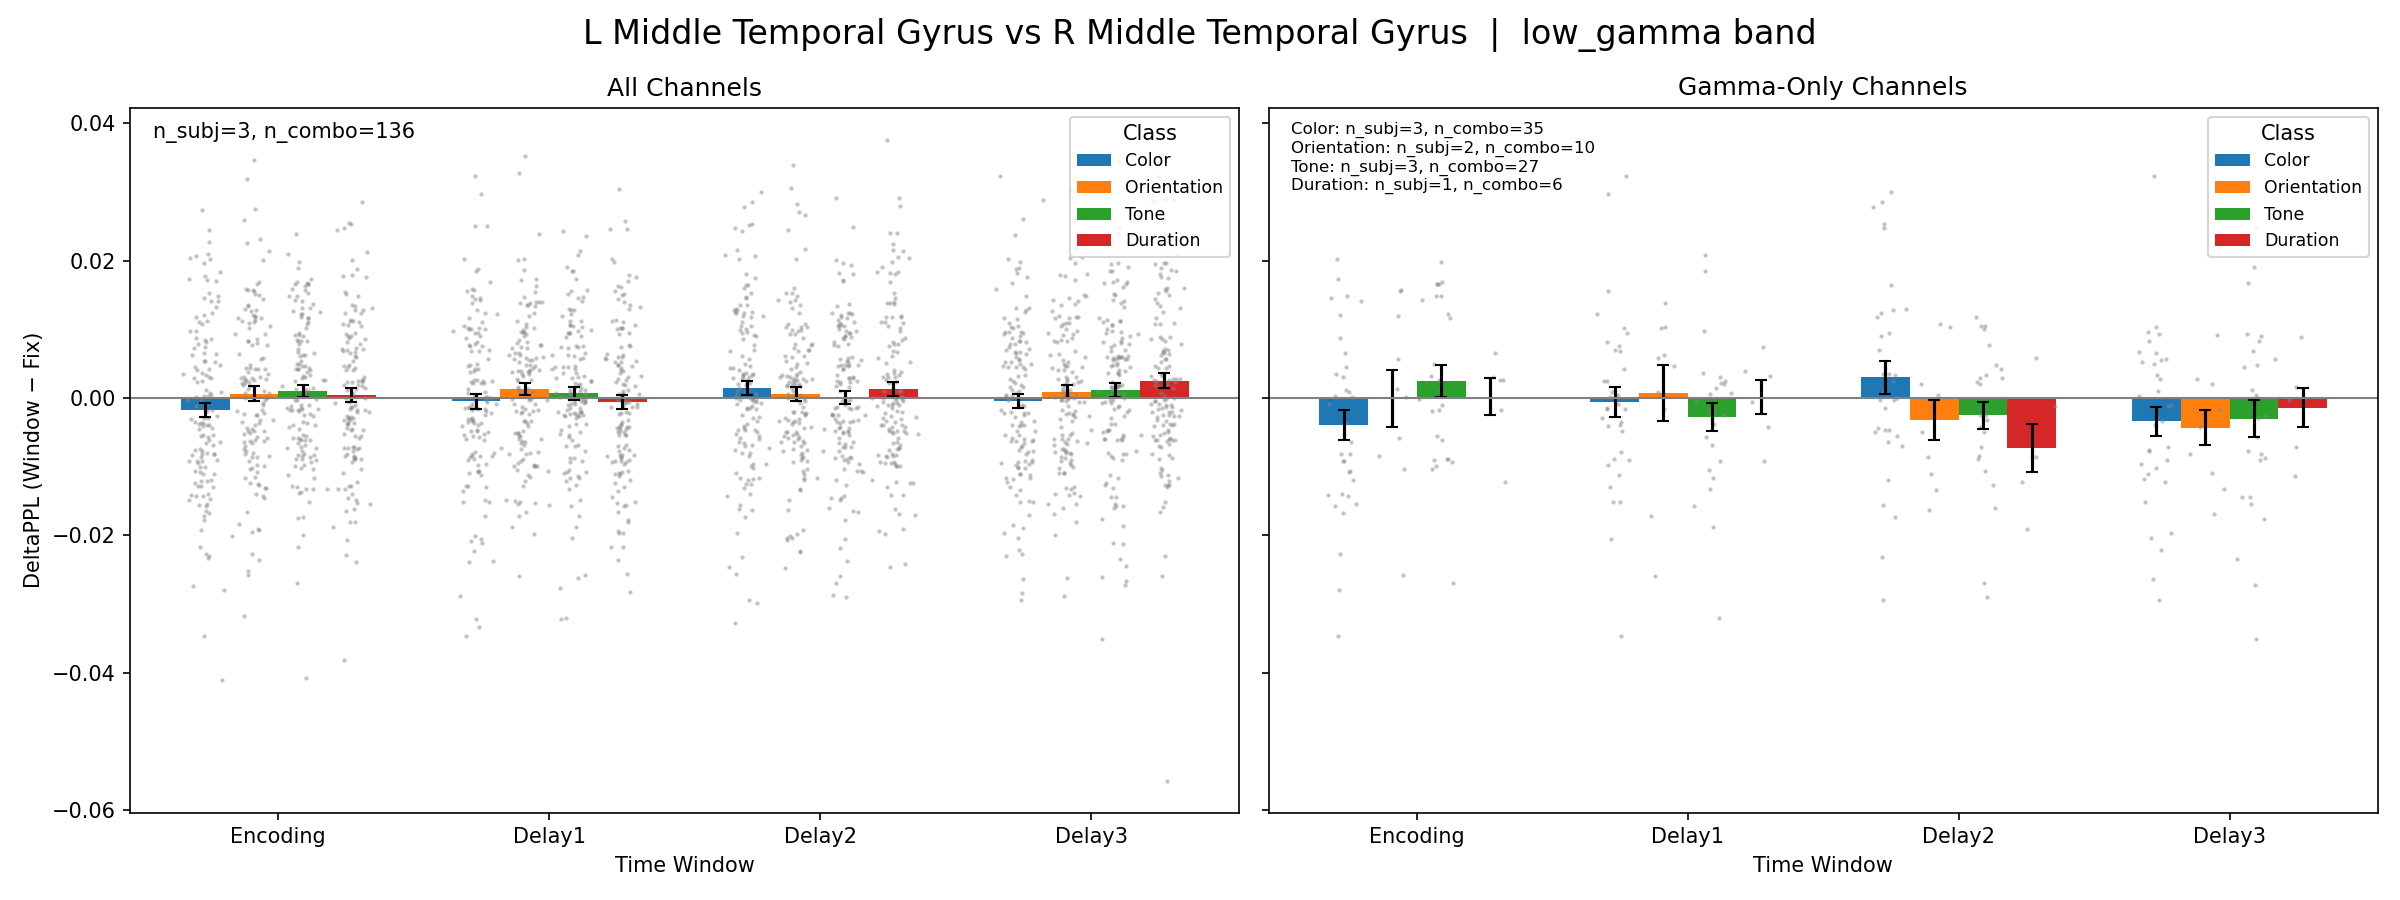 L Middle Temporal Gyrus vs R Middle Temporal Gyrus | low_gamma band
All Channels
n_subj=3, n_combo=136
Class
Color
Orientation
Tone
Duration
DeltaPPL (Window − Fix)
0.04
0.02
0.00
−0.02
−0.04
−0.06
Encoding
Delay1
Delay2
Delay3
Time Window
Gamma-Only Channels
Color: n_subj=3, n_combo=35
Orientation: n_subj=2, n_combo=10
Tone: n_subj=3, n_combo=27
Duration: n_subj=1, n_combo=6
Class
Color
Orientation
Tone
Duration
Encoding
Delay1
Delay2
Delay3
Time Window